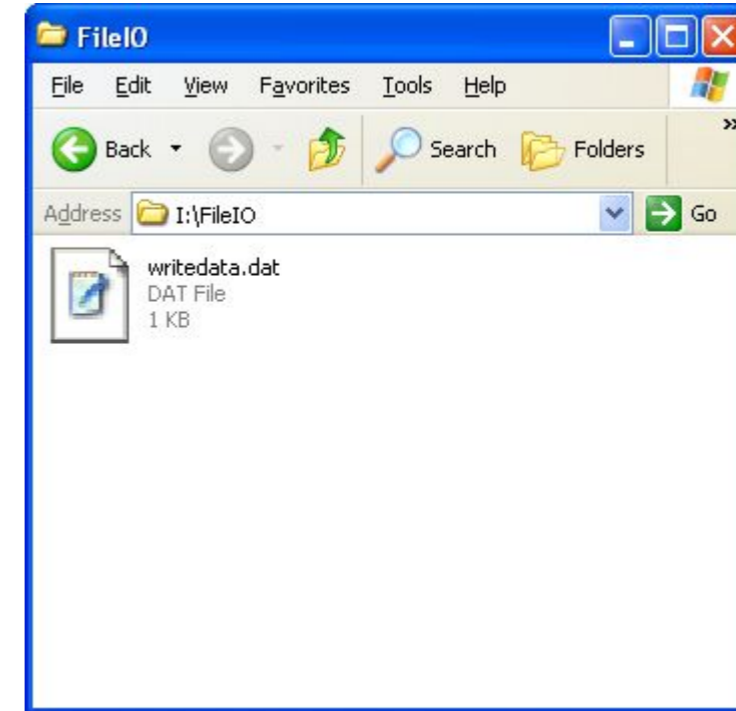 FileIO
File Edit View Favorites Tools Help
Back Search Folders »
Address I:\FileIO Go
writedata.dat
DAT File
1 KB